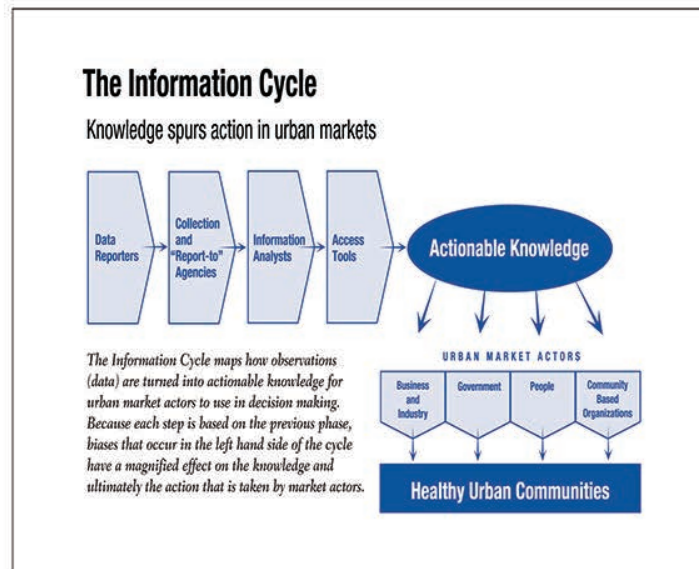 The Information Cycle
Knowledge spurs action in urban markets
Data
Reporters
Collection
and
"Report-to"
Agencies
Information
Analysts
Access
Tools
Actionable Knowledge
The Information Cycle maps how observations
(data) are turned into actionable knowledge for
urban market actors to use in decision making.
Because each step is based on the previous phase,
biases that occur in the left hand side of the cycle
have a magnified effect on the knowledge and
ultimately the action that is taken by market actors.
URBAN MARKET ACTORS
Business
and
Industry
Government
People
Community
Based
Organizations
Healthy Urban Communities